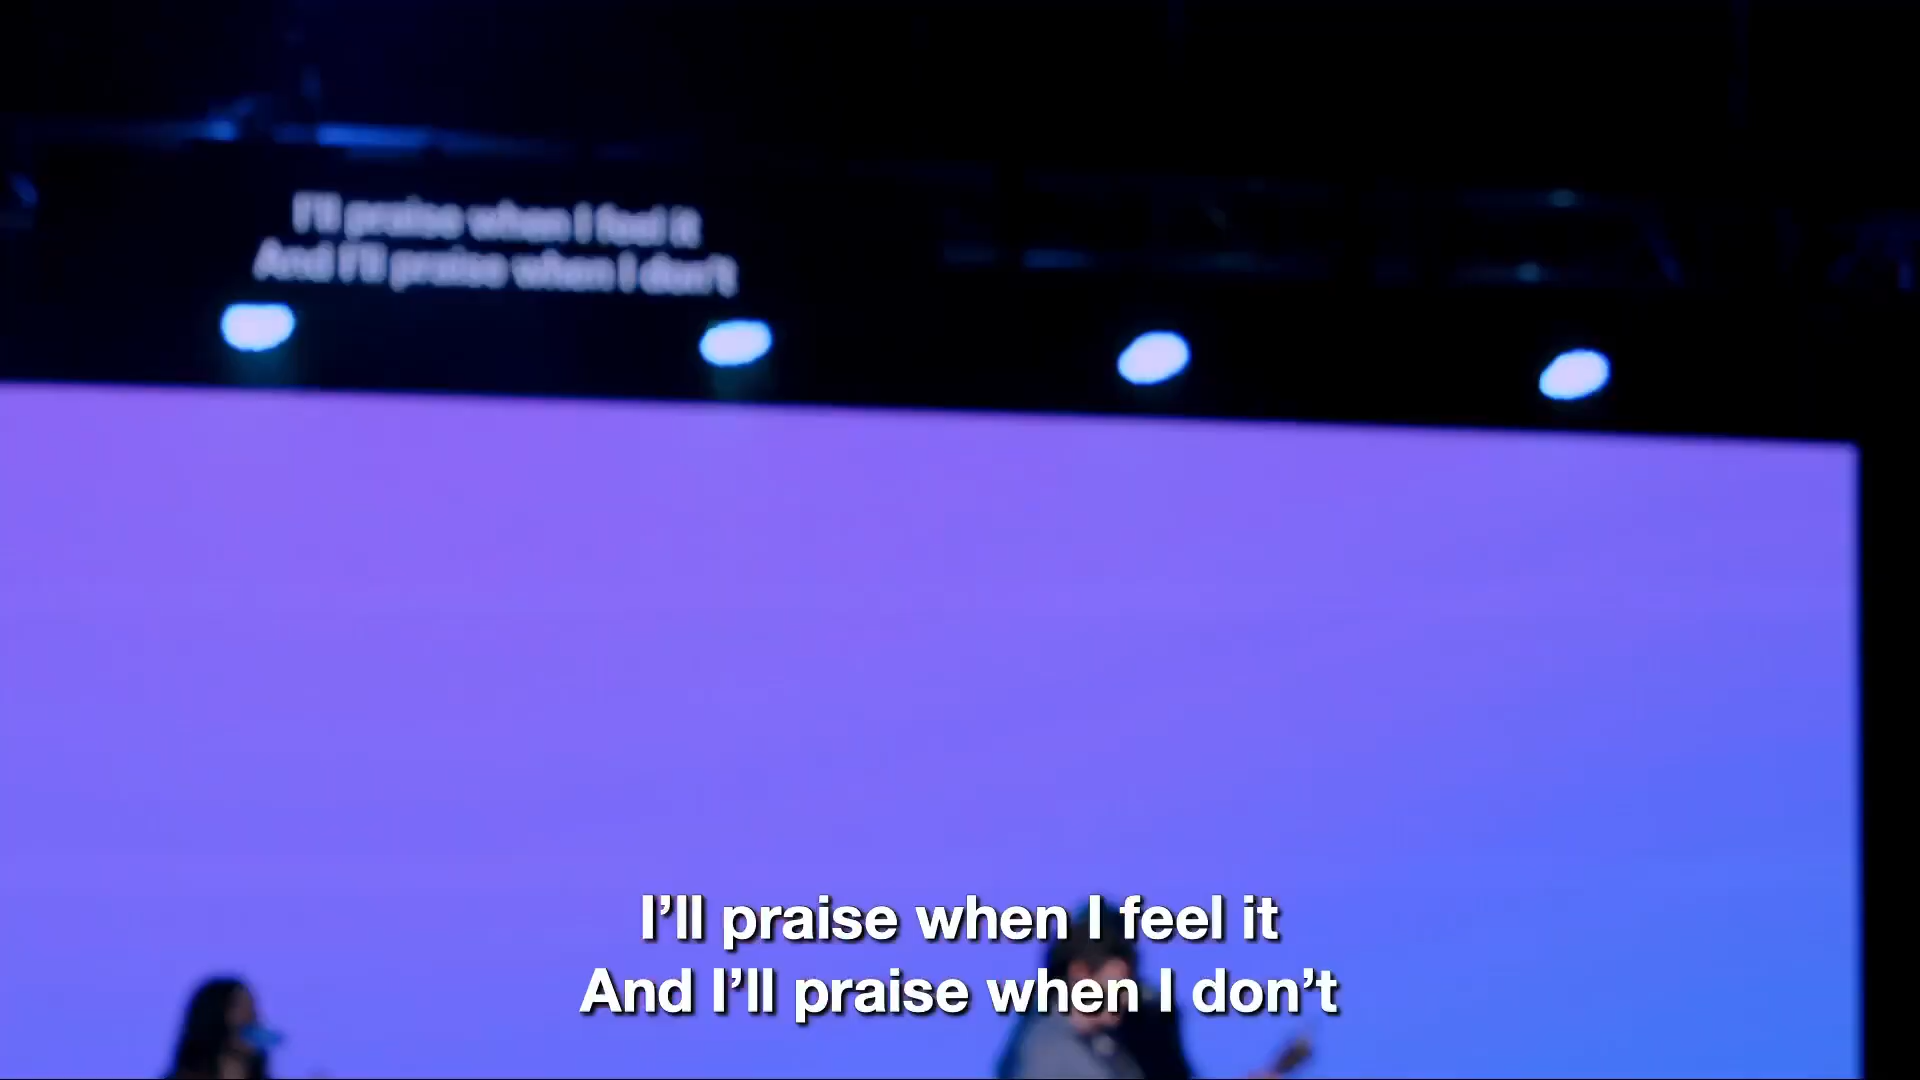 I'll praise when I feel it
And I'll praise when I don't
I’ll praise when I feel it
And I’ll praise when I don’t